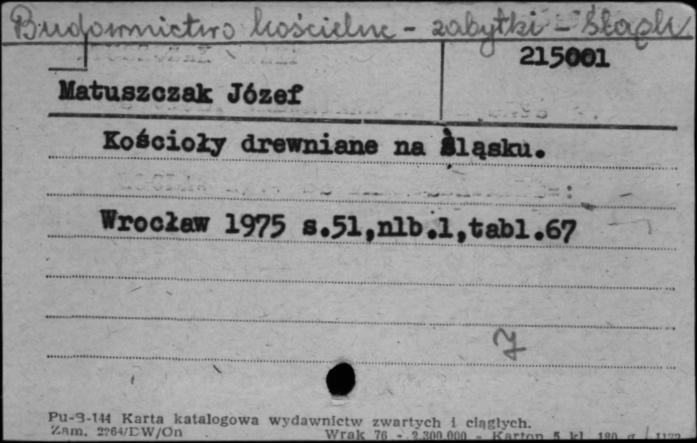 Budownictwo kościelne - zabytki - Śląsk
215001
Matuszczak Józef
Kościoły drewniane na Śląsku.
Wrocław 1975 s.51,nlb.1,tabl.67
7
Pu-B-144 Karta katalogowa wydawnictw zwartych i ciągłych.
Zam. 2264/DW/On Wrak 76 - 2.300.000 - Karton 5 kl. 180 g /